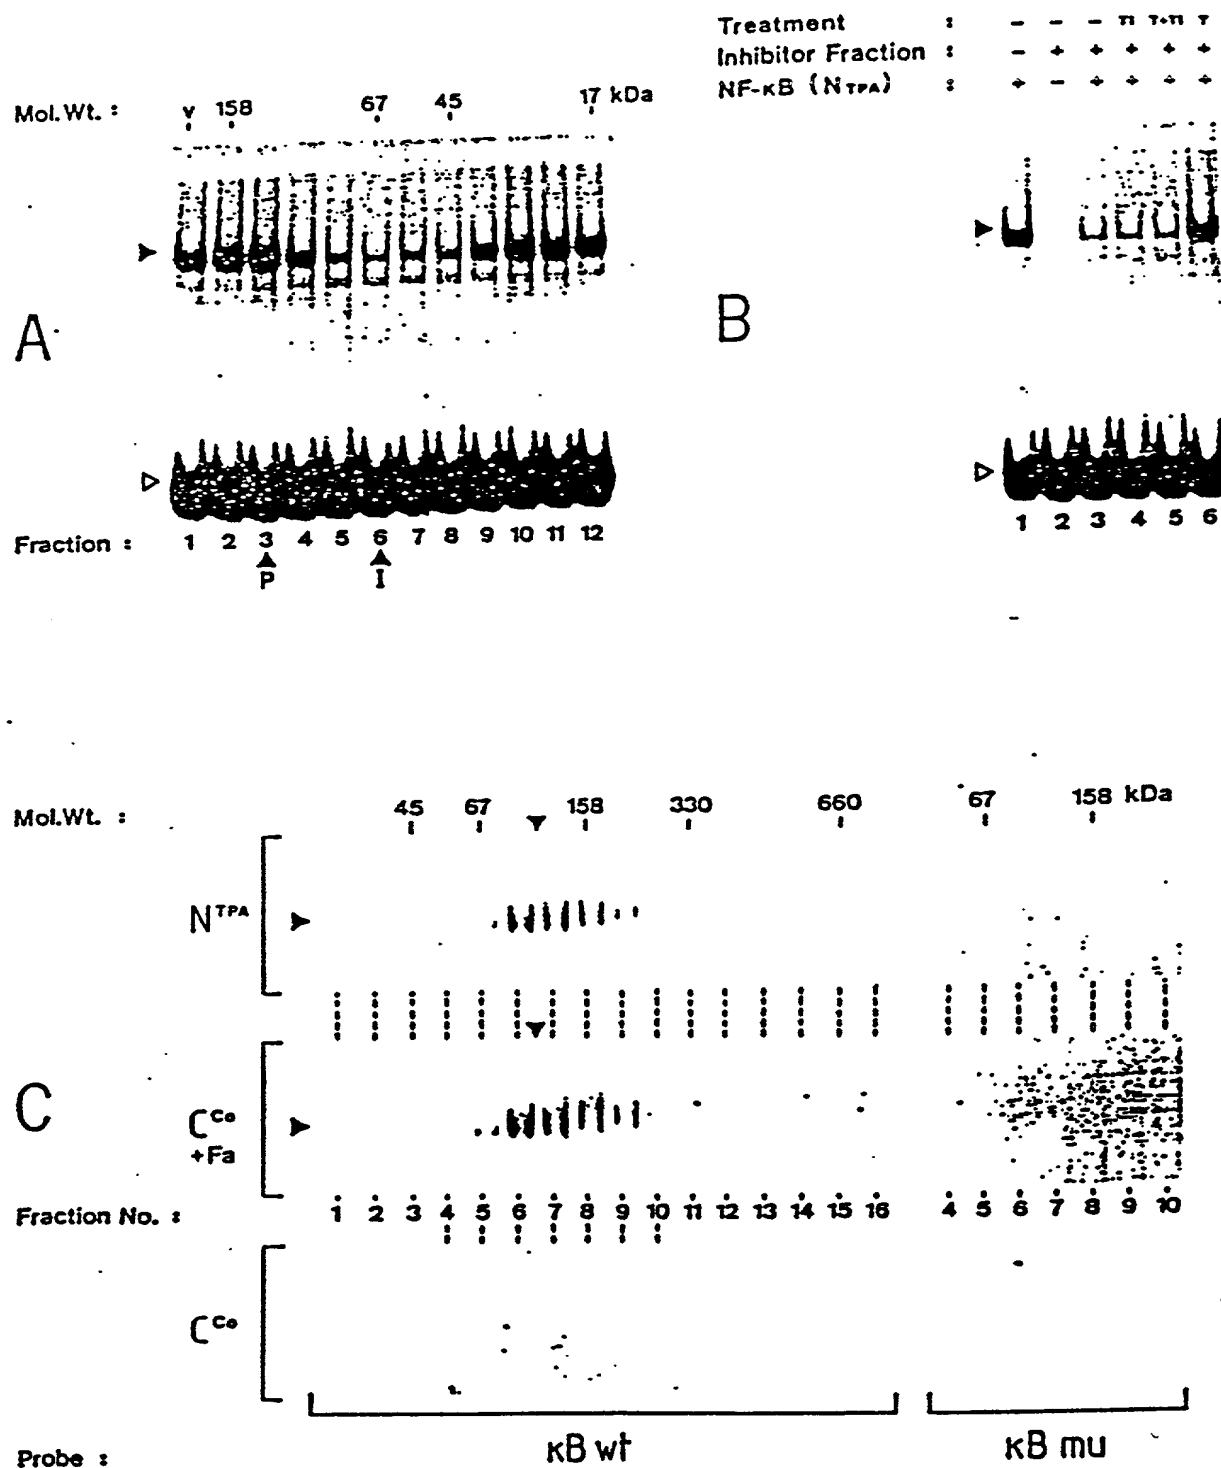 Treatment : - - - TI T+TI T
Inhibitor Fraction : - + + + + +
NF-κB (NTPA) : + - + + + +
Mol.Wt. : v 158 67 45 17 kDa
A
B
Fraction : 1 2 3 4 5 6 7 8 9 10 11 12
P I
1 2 3 4 5 6
Mol.Wt. : 45 67 158 330 660 67 158 kDa
NTPA
C
CCo
+Fa
Fraction No. : 1 2 3 4 5 6 7 8 9 10 11 12 13 14 15 16 4 5 6 7 8 9 10
CCo
Probe : κB wt κB mu